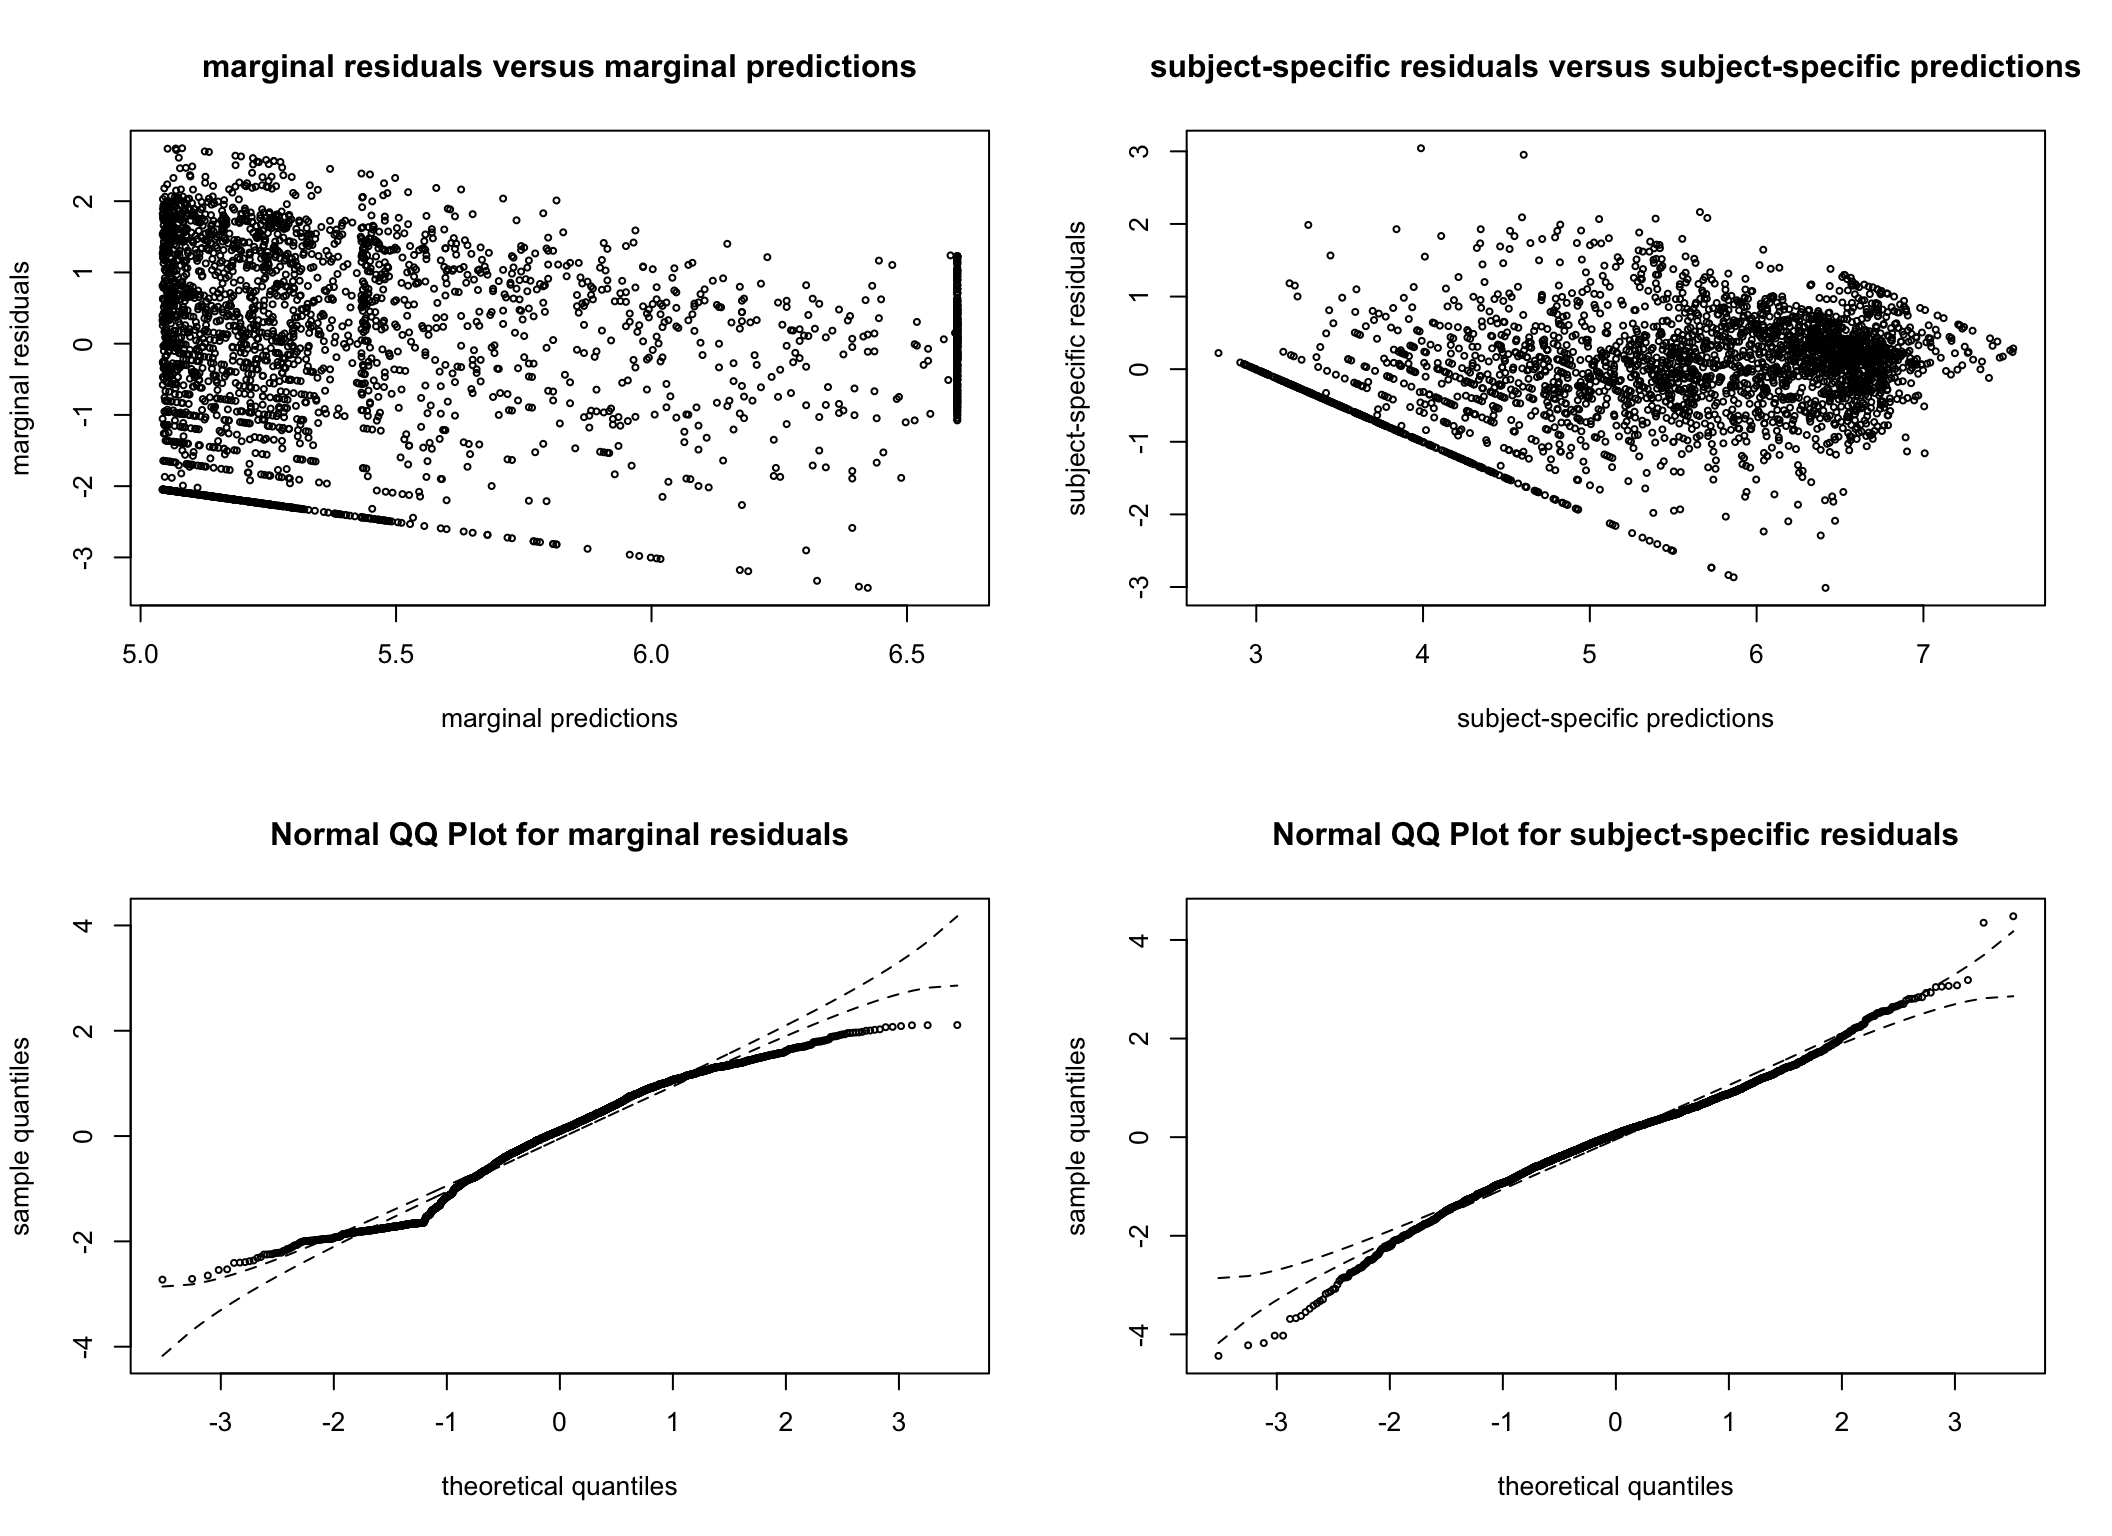 marginal residuals versus marginal predictions
marginal residuals
2
1
0
-1
-2
-3
5.0 5.5 6.0 6.5
marginal predictions
subject-specific residuals versus subject-specific predictions
subject-specific residuals
3
2
1
0
-1
-2
-3
3 4 5 6 7
subject-specific predictions
Normal QQ Plot for marginal residuals
sample quantiles
4
2
0
-2
-4
-3 -2 -1 0 1 2 3
theoretical quantiles
Normal QQ Plot for subject-specific residuals
sample quantiles
4
2
0
-2
-4
-3 -2 -1 0 1 2 3
theoretical quantiles